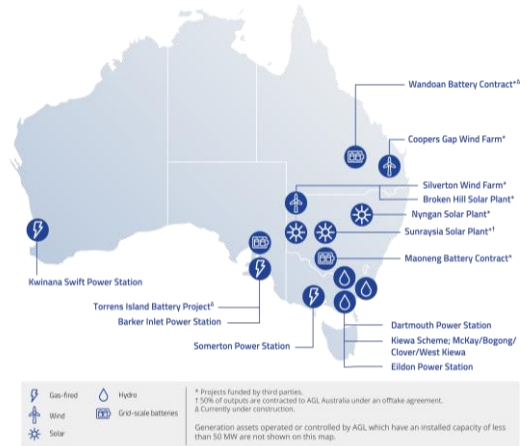 Wandoan Battery Contract*δ
Coopers Gap Wind Farm*
Silverton Wind Farm*
Broken Hill Solar Plant*
Nyngan Solar Plant*
Sunraysia Solar Plant*†
Maoneng Battery Contract*
Kwinana Swift Power Station
Torrens Island Battery Projectδ
Barker Inlet Power Station
Somerton Power Station
Dartmouth Power Station
Kiewa Scheme; McKay/Bogong/
Clover/West Kiewa
Eildon Power Station
Gas-fired
Hydro
Wind
Grid-scale batteries
Solar
* Projects funded by third parties.
† 50% of outputs are contracted to AGL Australia under an offtake agreement.
δ Currently under construction.
Generation assets operated or controlled by AGL which have an installed capacity of less
than 50 MW are not shown on this map.